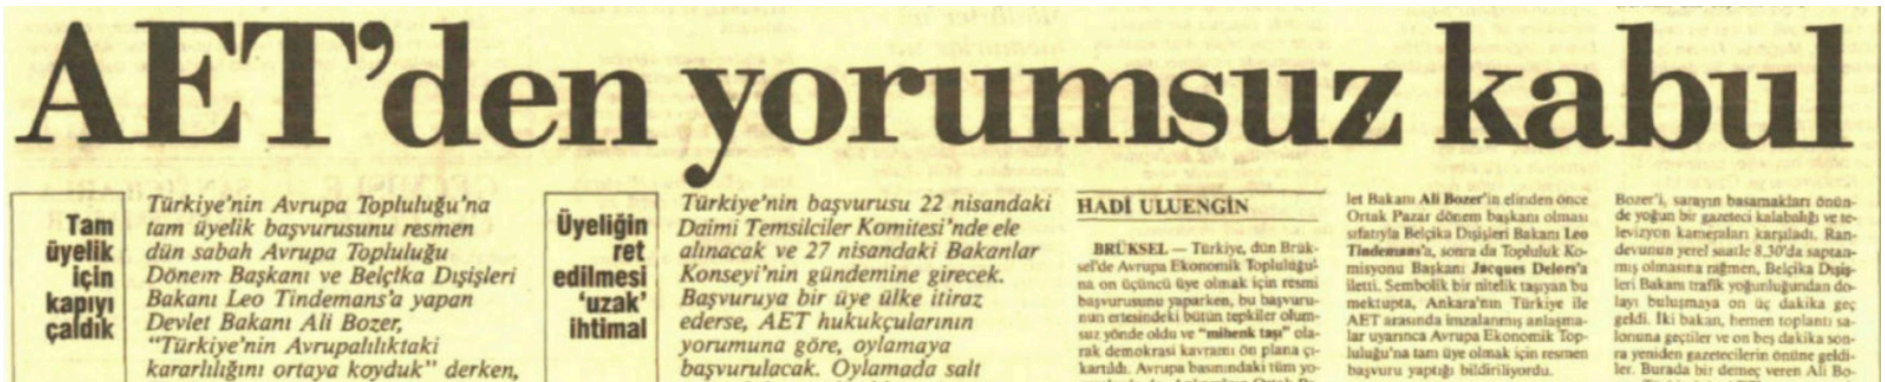 AET'den yorumsuz kabul
Tam
üyelik
için
kapıyı
çaldık
Türkiye'nin Avrupa Topluluğu'na
tam üyelik başvurusunu resmen
dün sabah Avrupa Topluluğu
Dönem Başkanı ve Belçika Dışişleri
Bakanı Leo Tindemans'a yapan
Devlet Bakanı Ali Bozer,
"Türkiye'nin Avrupalılıktaki
kararlılığını ortaya koyduk" derken,
Üyeliğin
ret
edilmesi
'uzak'
ihtimal
Türkiye'nin başvurusu 22 nisandaki
Daimi Temsilciler Komitesi'nde ele
alınacak ve 27 nisandaki Bakanlar
Konseyi'nin gündemine girecek.
Başvuruya bir üye ülke itiraz
ederse, AET hukukçularının
yorumuna göre, oylamaya
başvurulacak. Oylamada salt
HADİ ULUENGİN
BRÜKSEL — Türkiye, dün Brük-
sel'de Avrupa Ekonomik Topluluğu'-
na on üçüncü üye olmak için resmi
başvurusunu yaparken, bu başvuru-
nun ertesindeki bütün tepkiler olum-
suz yönde oldu ve "mihenk taşı" ola-
rak demokrasi kavramı ön plana çı-
kartıldı. Avrupa basınındaki tüm yo-
let Bakanı Ali Bozer'in elinden önce
Ortak Pazar dönem başkanı olması
sıfatıyla Belçika Dışişleri Bakanı Leo
Tindemans'a, sonra da Topluluk Ko-
misyonu Başkanı Jacques Delors'a
iletti. Sembolik bir nitelik taşıyan bu
mektupta, Ankara'nın Türkiye ile
AET arasında imzalanmış anlaşma-
lar uyarınca Avrupa Ekonomik Top-
luluğu'na tam üye olmak için resmen
başvuru yaptığı bildiriliyordu.
Bozer'i, sarayın basamakları önün-
de yoğun bir gazeteci kalabalığı ve te-
levizyon kameraları karşıladı. Ran-
devunun yerel saatle 8.30'da saptan-
mış olmasına rağmen, Belçika Dışiş-
leri Bakanı trafik yoğunluğundan do-
layı buluşmaya on üç dakika geç
geldi. İki bakan, hemen toplantı sa-
lonuna geçtiler ve on beş dakika son-
ra yeniden gazetecilerin önüne geldi-
ler. Burada bir demeç veren Ali Bo-